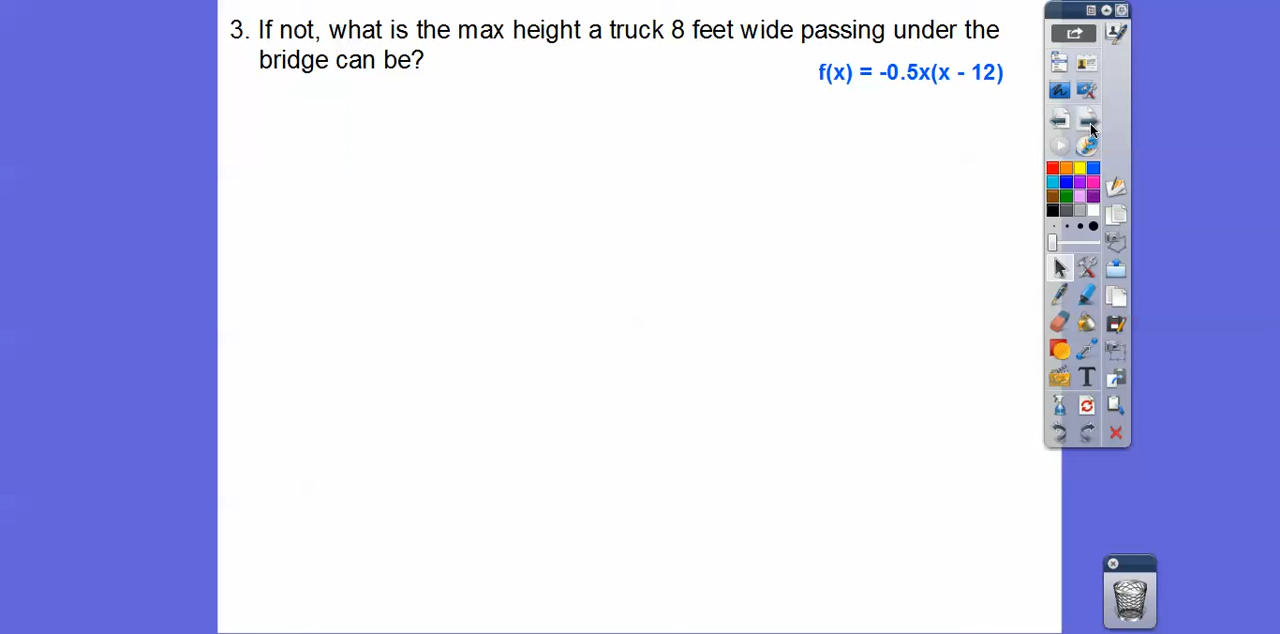 3. If not, what is the max height a truck 8 feet wide passing under the
bridge can be?
f(x) = -0.5x(x - 12)